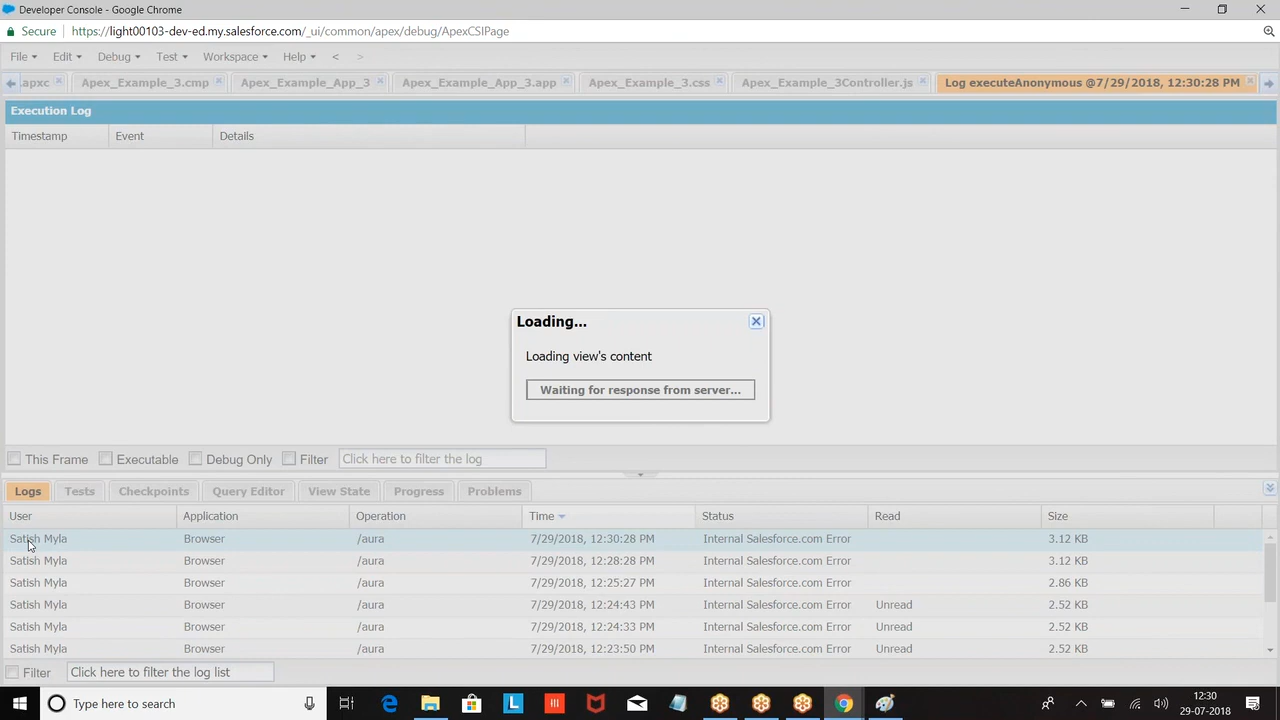 Developer Console - Google Chrome
Secure https://light00103-dev-ed.my.salesforce.com/_ui/common/apex/debug/ApexCSIPage
File Edit Debug Test Workspace Help < >
.apxc Apex_Example_3.cmp Apex_Example_App_3 Apex_Example_App_3.app Apex_Example_3.css Apex_Example_3Controller.js Log executeAnonymous @7/29/2018, 12:30:28 PM
Execution Log
Timestamp Event Details
Loading...
Loading view's content
Waiting for response from server...
This Frame Executable Debug Only Filter Click here to filter the log
Logs Tests Checkpoints Query Editor View State Progress Problems
User Application Operation Time Status Read Size
Satish Myla Browser /aura 7/29/2018, 12:30:28 PM Internal Salesforce.com Error 3.12 KB
Satish Myla Browser /aura 7/29/2018, 12:28:28 PM Internal Salesforce.com Error 3.12 KB
Satish Myla Browser /aura 7/29/2018, 12:25:27 PM Internal Salesforce.com Error 2.86 KB
Satish Myla Browser /aura 7/29/2018, 12:24:43 PM Internal Salesforce.com Error Unread 2.52 KB
Satish Myla Browser /aura 7/29/2018, 12:24:33 PM Internal Salesforce.com Error Unread 2.52 KB
Satish Myla Browser /aura 7/29/2018, 12:23:50 PM Internal Salesforce.com Error Unread 2.52 KB
Filter Click here to filter the log list
Type here to search
12:30
29-07-2018